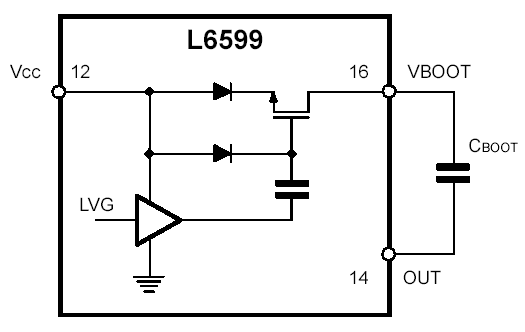 L6599
Vcc 12 16 VBOOT
CBOOT
LVG
14 OUT